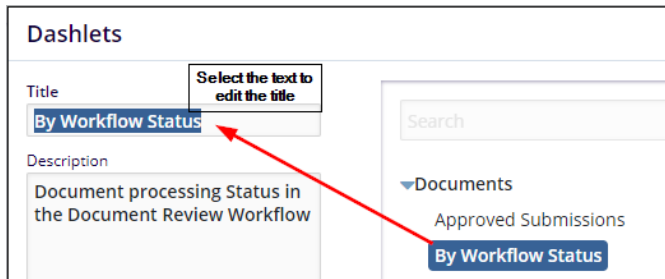 Dashlets
Title
Select the text to
edit the title
By Workflow Status
Description
Document processing Status in
the Document Review Workflow
Search
Documents
Approved Submissions
By Workflow Status